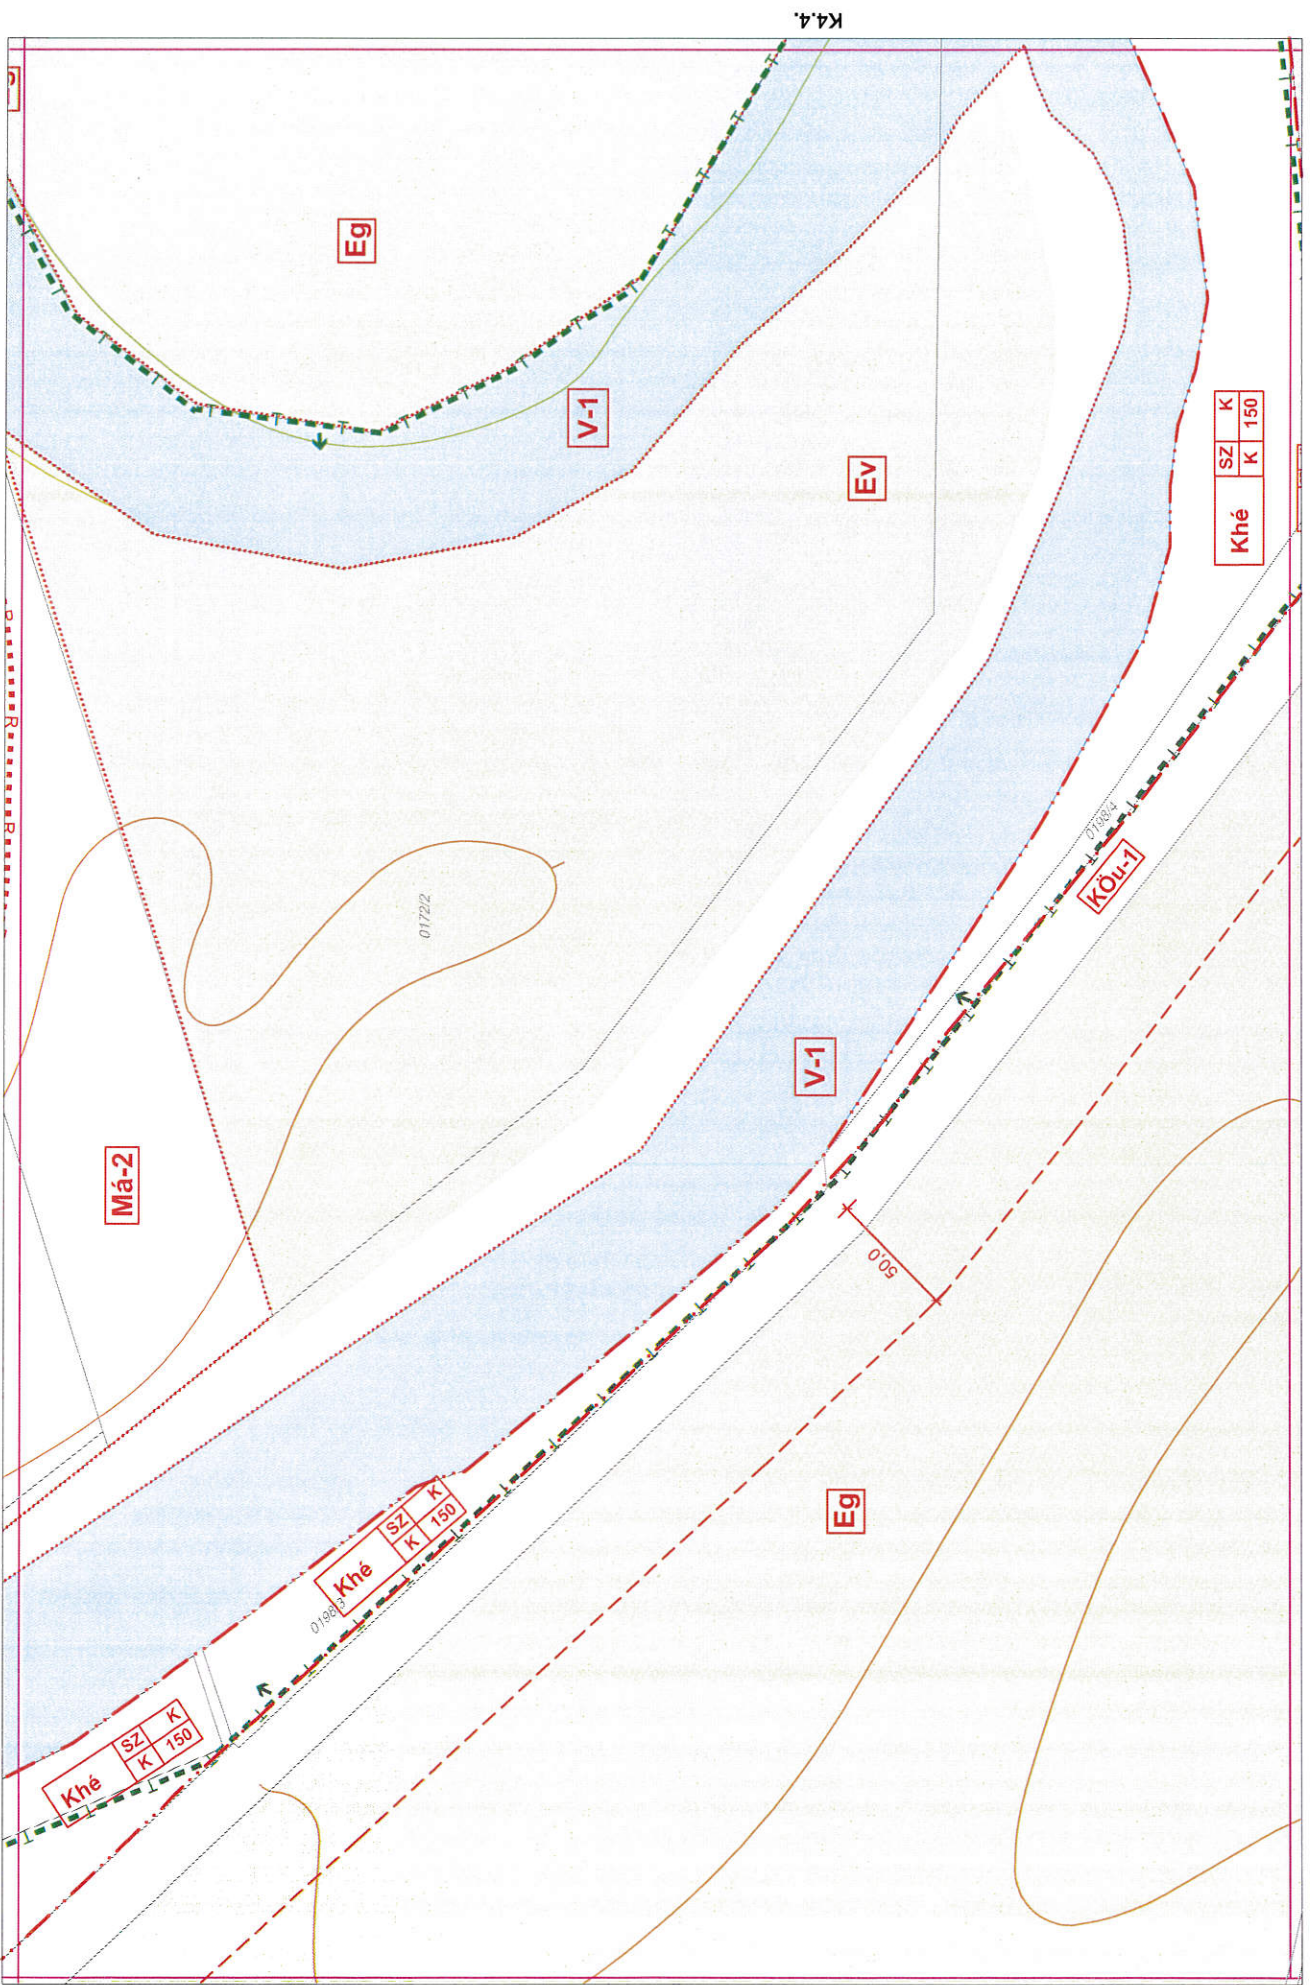 K4.4.
Eg
V-1
Ev
SZ K
Khé K 150
R
R
0172/2
0198/4
KÖu-1
V-1
Má-2
50,0
Eg
SZ K
Khé K 150
0198/3
SZ K
Khé K 150